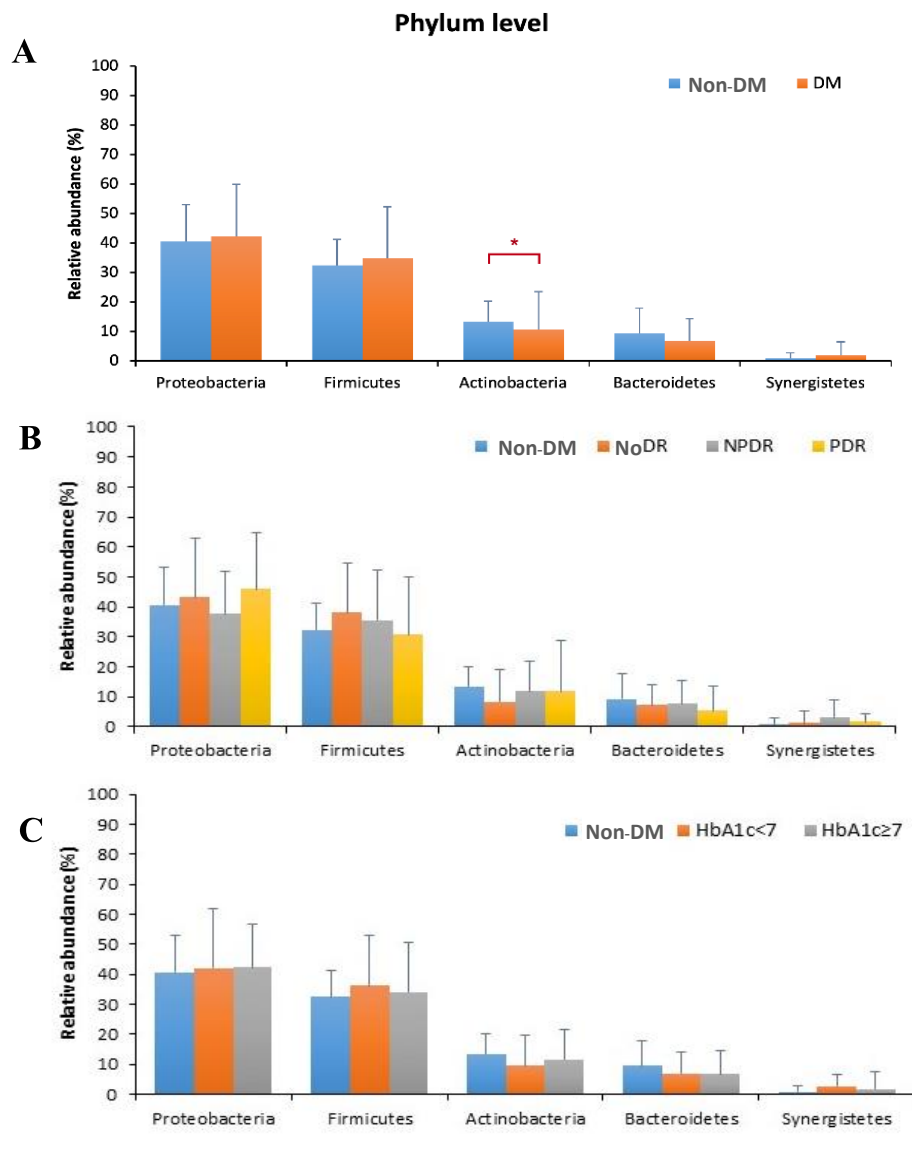 Phylum level
A
Non-DM DM
Relative abundance (%)
100
90
80
70
60
50
40
30
20
10
0
*
Proteobacteria Firmicutes Actinobacteria Bacteroidetes Synergistetes
B
Non-DM NoDR NPDR PDR
Relative abundance (%)
100
90
80
70
60
50
40
30
20
10
0
Proteobacteria Firmicutes Actinobacteria Bacteroidetes Synergistetes
C
Non-DM HbA1c<7 HbA1c≥7
Relative abundance (%)
100
90
80
70
60
50
40
30
20
10
0
Proteobacteria Firmicutes Actinobacteria Bacteroidetes Synergistetes